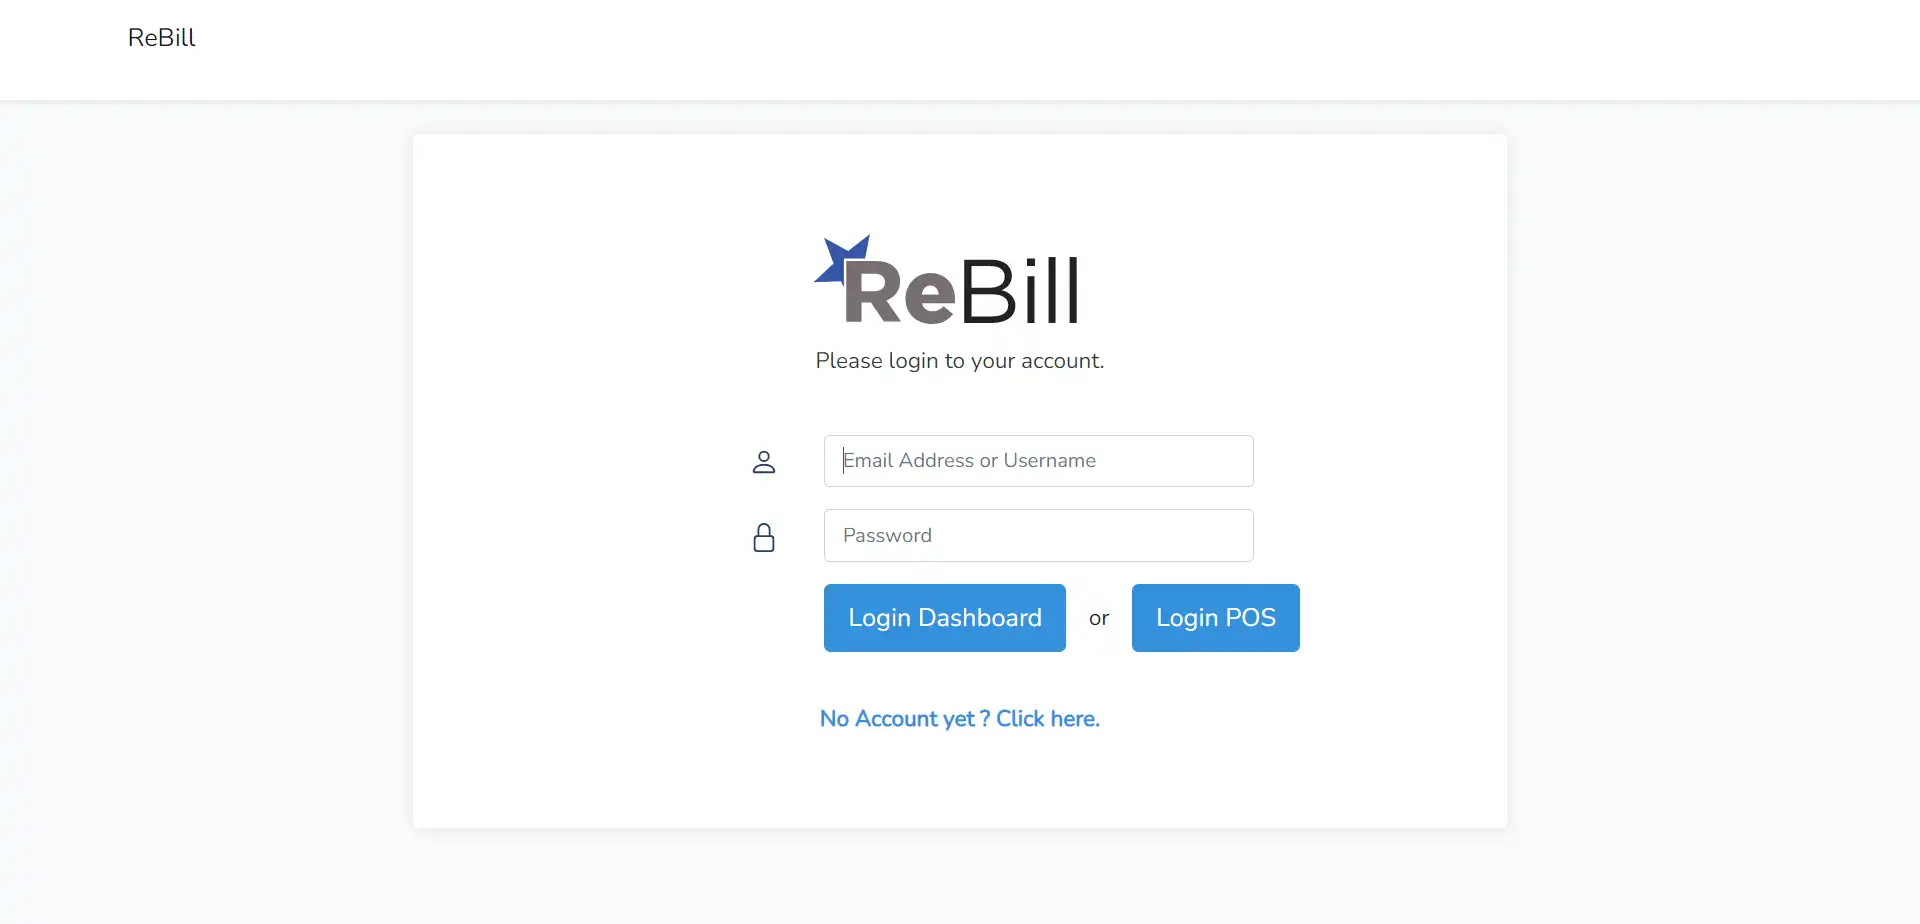 ReBill
ReBill
Please login to your account.
Email Address or Username
Password
Login Dashboard or Login POS
No Account yet ? Click here.